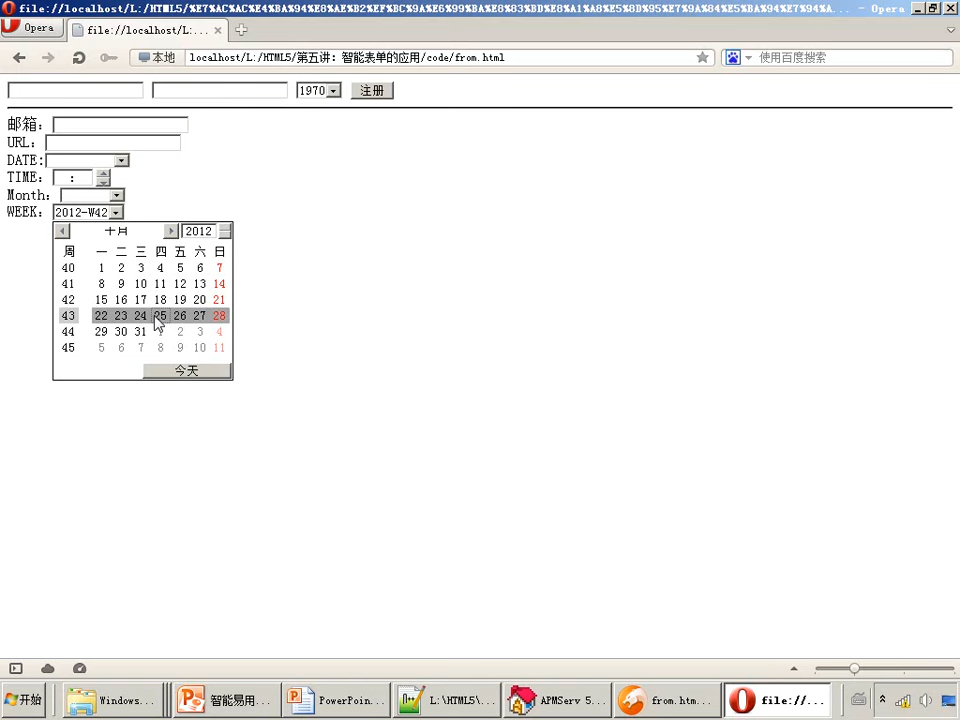 file://localhost/L:/HTML5/%E7%AC%AC%E4%BA%94%E8%AE%B2%EF%BC%9A%E6%99%BA%E8%83%BD%E8%A1%A8%E5%8D%95%E7%9A%84%E5%BA%94%E7%94%A... - Opera
Opera
file://localhost/L:...
本地
localhost/L:/HTML5/第五讲：智能表单的应用/code/from.html
使用百度搜索
1970 注册
邮箱：
URL：
DATE:
TIME： :
Month：
WEEK： 2012-W42
十月 2012
周 一 二 三 四 五 六 日
40 1 2 3 4 5 6 7
41 8 9 10 11 12 13 14
42 15 16 17 18 19 20 21
43 22 23 24 25 26 27 28
44 29 30 31 1 2 3 4
45 5 6 7 8 9 10 11
今天
开始 Windows... 智能易用... PowerPoin... L:\HTML5\... APMServ 5... from.htm... file://...